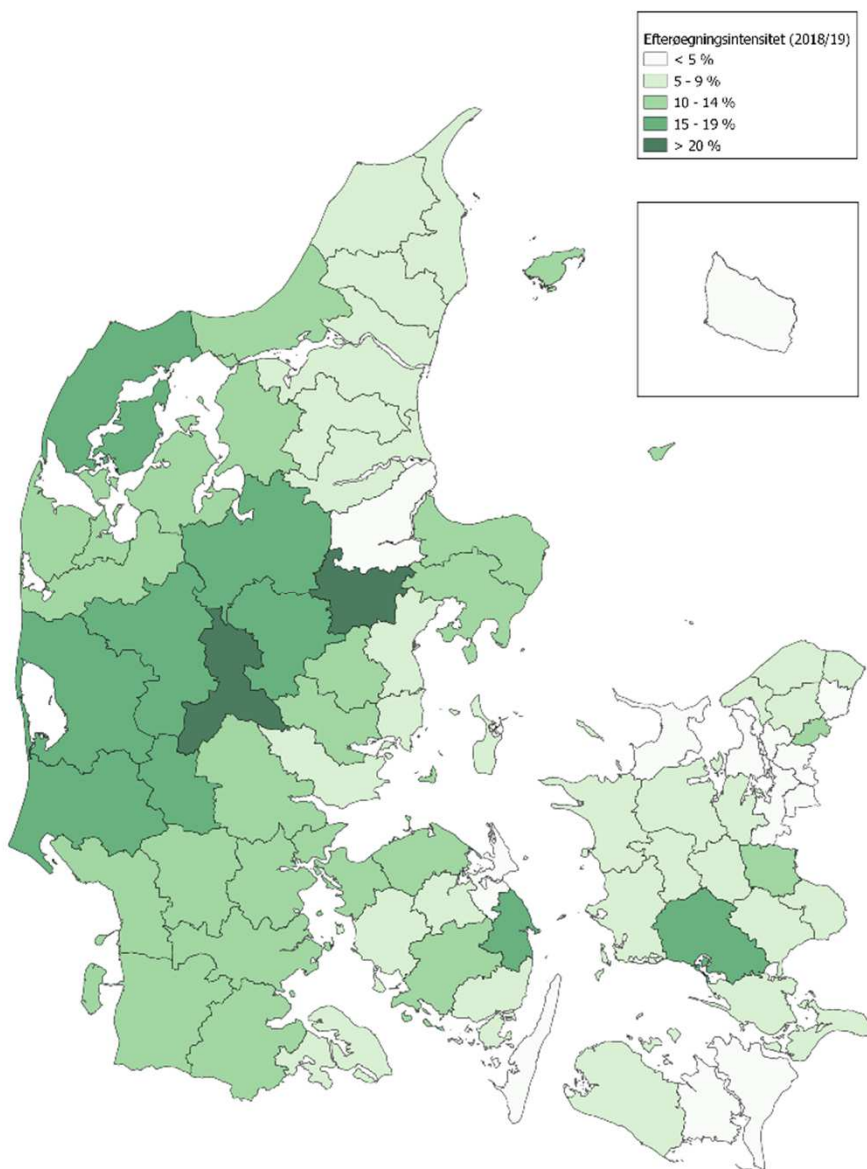 Efterøegningsintensitet (2018/19)
< 5 %
5 - 9 %
10 - 14 %
15 - 19 %
> 20 %